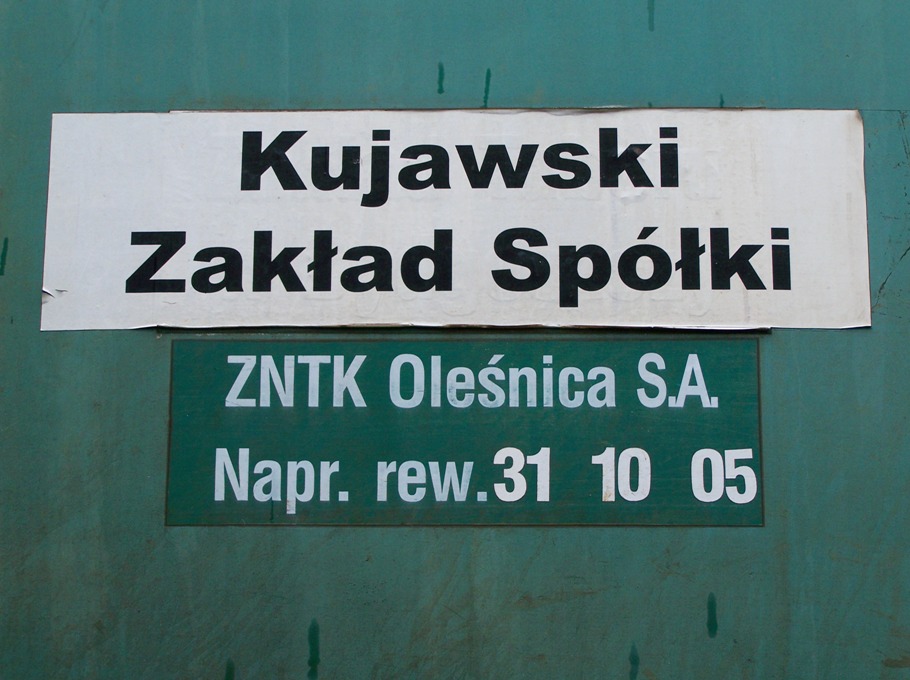 Kujawski
Zakład Spółki
ZNTK Oleśnica S.A.
Napr. rew. 31 10 05